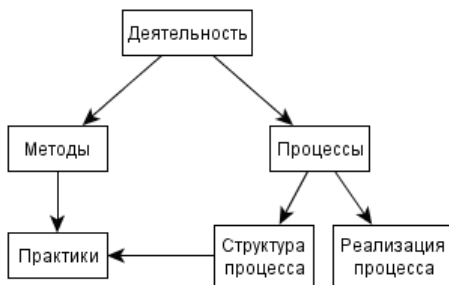 Деятельность
Методы
Процессы
Практики
Структура
процесса
Реализация
процесса